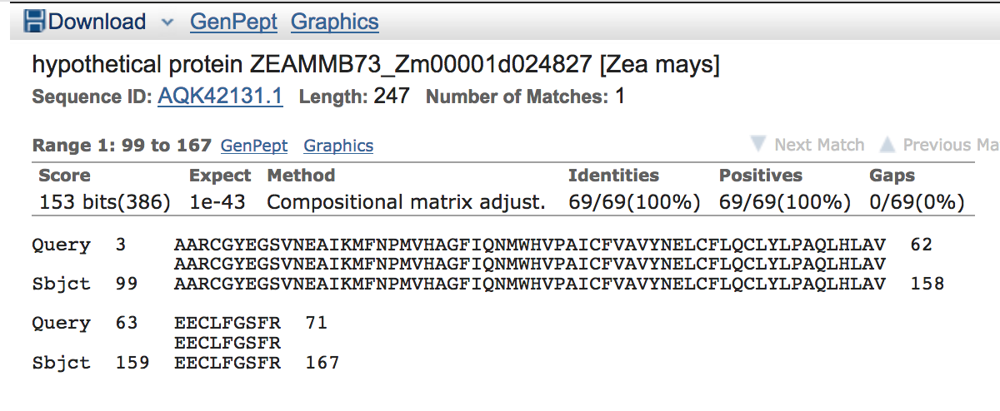 Download GenPept Graphics
hypothetical protein ZEAMMB73_Zm00001d024827 [Zea mays]
Sequence ID: AQK42131.1 Length: 247 Number of Matches: 1
Range 1: 99 to 167 GenPept Graphics Next Match Previous Ma
Score Expect Method Identities Positives Gaps
153 bits(386) 1e-43 Compositional matrix adjust. 69/69(100%) 69/69(100%) 0/69(0%)
Query 3 AARCGYEGSVNEAIKMFNPMVHAGFIQNMWHVPAICFVAVYNELCFLQCLYLPAQLHLAV 62
AARCGYEGSVNEAIKMFNPMVHAGFIQNMWHVPAICFVAVYNELCFLQCLYLPAQLHLAV
Sbjct 99 AARCGYEGSVNEAIKMFNPMVHAGFIQNMWHVPAICFVAVYNELCFLQCLYLPAQLHLAV 158
Query 63 EECLFGSFR 71
EECLFGSFR
Sbjct 159 EECLFGSFR 167